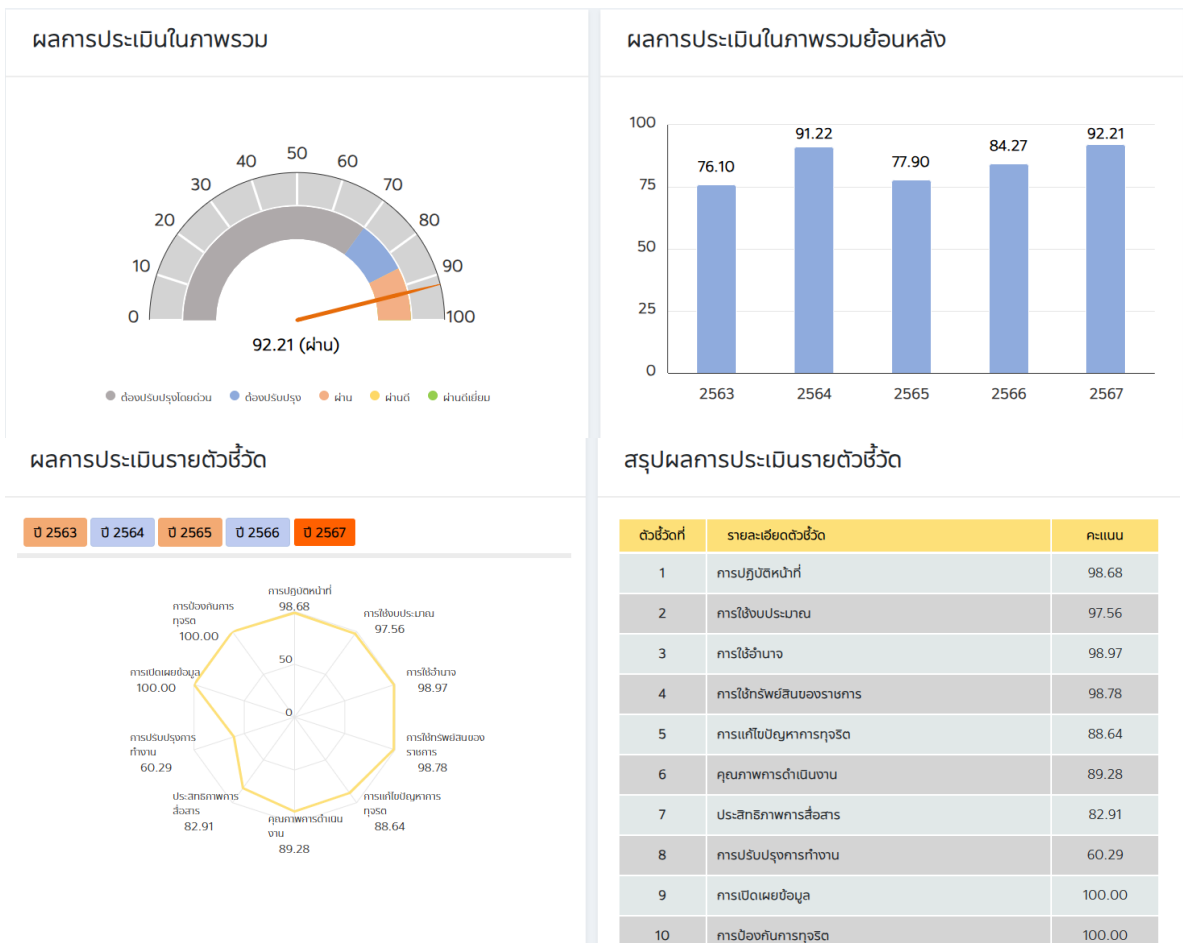 ผลการประเมินในภาพรวม
50
40
60
30
70
20
80
10
90
0
100
92.21 (ผ่าน)
ต้องปรับปรุงโดยด่วน ต้องปรับปรุง ผ่าน ผ่านดี ผ่านดีเยี่ยม
ผลการประเมินในภาพรวมย้อนหลัง
100
75
50
25
0
76.10
91.22
77.90
84.27
92.21
2563 2564 2565 2566 2567
ผลการประเมินรายตัวชี้วัด
ปี 2563 ปี 2564 ปี 2565 ปี 2566 ปี 2567
การปฏิบัติหน้าที่
98.68
การใช้งบประมาณ
97.56
การใช้อำนาจ
98.97
การใช้ทรัพย์สินของ
ราชการ
98.78
การแก้ไขปัญหาการ
ทุจริต
88.64
คุณภาพการดำเนิน
งาน
89.28
ประสิทธิภาพการ
สื่อสาร
82.91
การปรับปรุงการ
ทำงาน
60.29
การเปิดเผยข้อมูล
100.00
การป้องกันการ
ทุจริต
100.00
50
0
สรุปผลการประเมินรายตัวชี้วัด
ตัวชี้วัดที่ รายละเอียดตัวชี้วัด คะแนน
1 การปฏิบัติหน้าที่ 98.68
2 การใช้งบประมาณ 97.56
3 การใช้อำนาจ 98.97
4 การใช้ทรัพย์สินของราชการ 98.78
5 การแก้ไขปัญหาการทุจริต 88.64
6 คุณภาพการดำเนินงาน 89.28
7 ประสิทธิภาพการสื่อสาร 82.91
8 การปรับปรุงการทำงาน 60.29
9 การเปิดเผยข้อมูล 100.00
10 การป้องกันการทุจริต 100.00